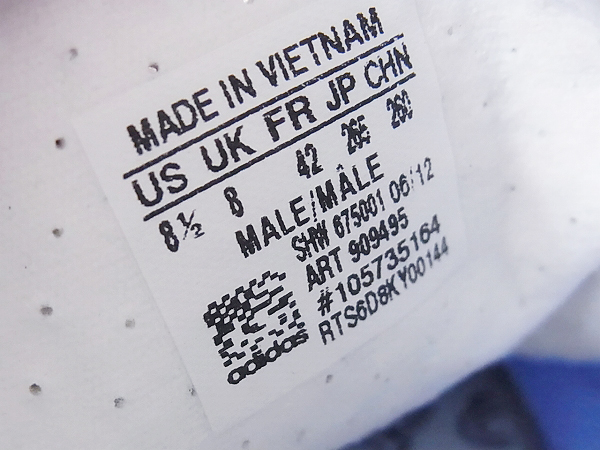 MADE IN VIETNAM
US UK FR JP CHN
8½ 8 42 265 260
MALE/MÂLE
SHW 675001 06/12
ART 909495
#105735164
RTS6D8KY00144
adidas